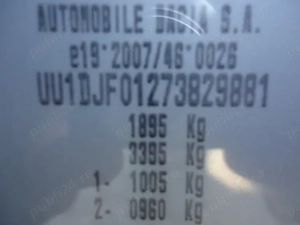 AUTOMOBILE DACIA S.A.
e19*2007/46*0026
UU1DJF01273829881
1895 Kg
3395 Kg
1- 1005 Kg
2- 0960 Kg